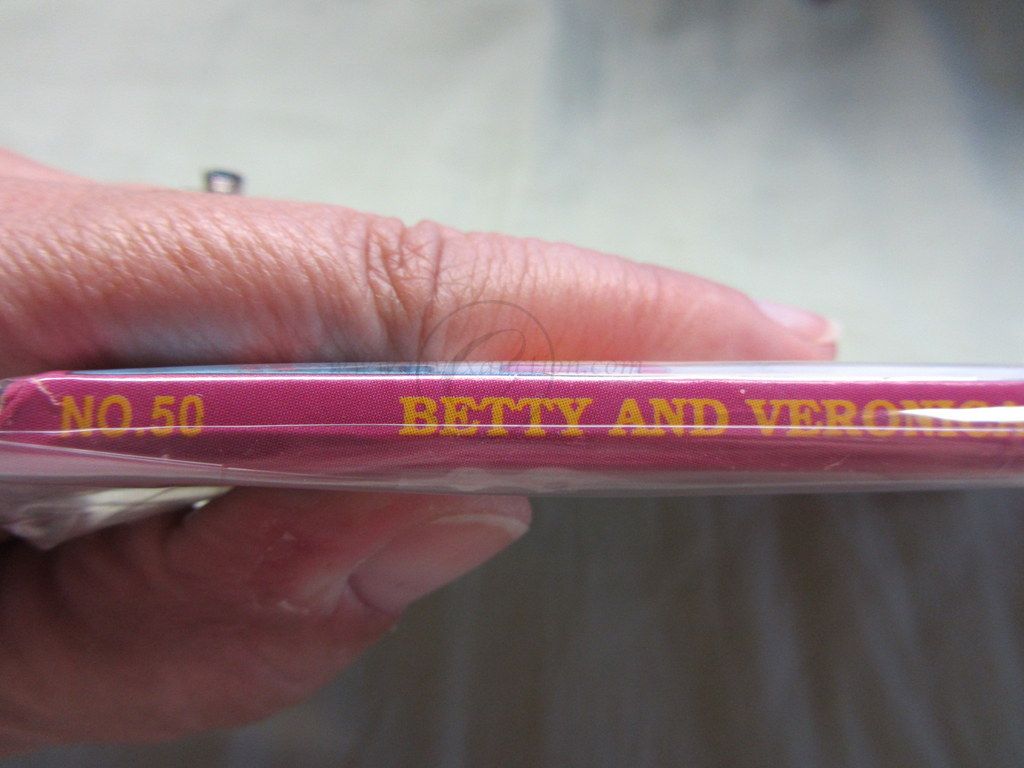 NO.50 BETTY AND VERONICA